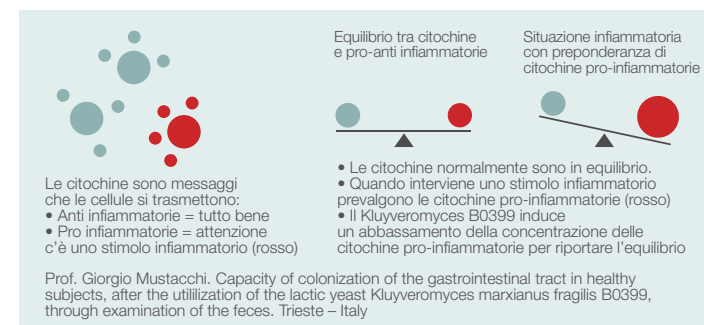 Equilibrio tra citochine
e pro-anti infiammatorie
Situazione infiammatoria
con preponderanza di
citochine pro-infiammatorie
Le citochine sono messaggi
che le cellule si trasmettono:
• Anti infiammatorie = tutto bene
• Pro infiammatorie = attenzione
c’è uno stimolo infiammatorio (rosso)
• Le citochine normalmente sono in equilibrio.
• Quando interviene uno stimolo infiammatorio
prevalgono le citochine pro-infiammatorie (rosso)
• Il Kluyveromyces B0399 induce
un abbassamento della concentrazione delle
citochine pro-infiammatorie per riportare l’equilibrio
Prof. Giorgio Mustacchi. Capacity of colonization of the gastrointestinal tract in healthy
subjects, after the utililization of the lactic yeast Kluyveromyces marxianus fragilis B0399,
through examination of the feces. Trieste – Italy